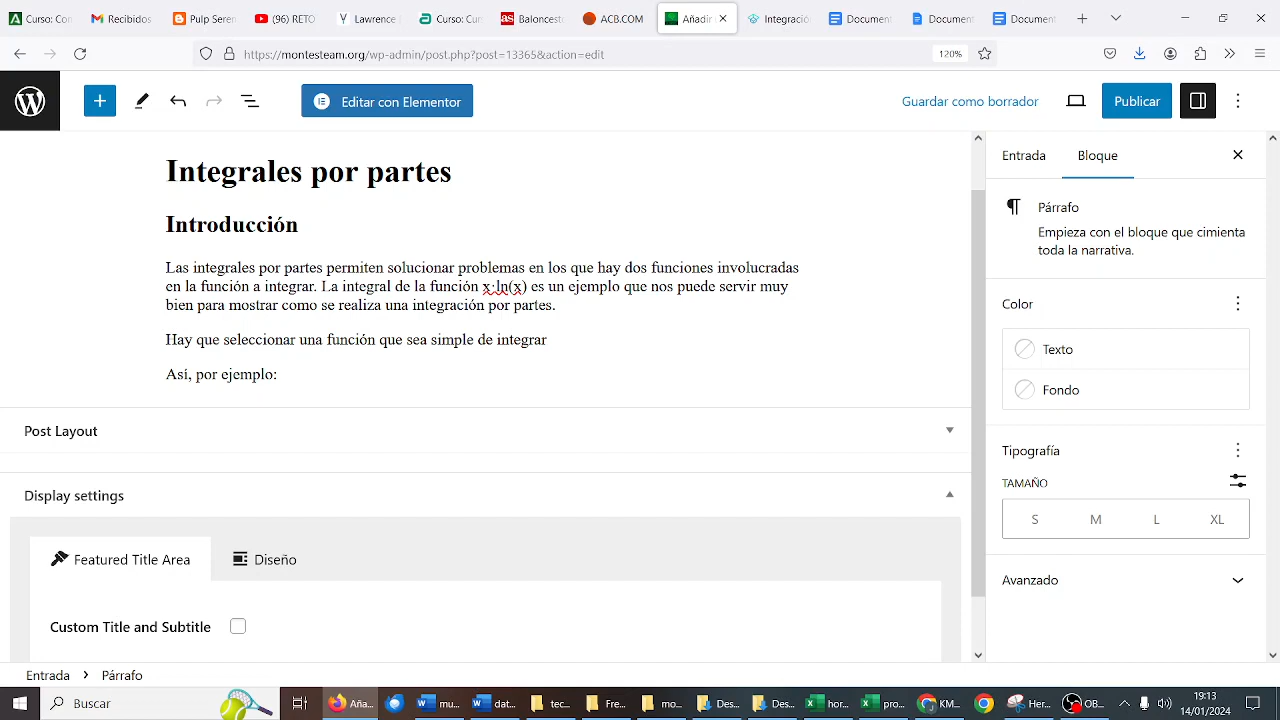 Curso: Co
Recibidos
Pulp Seren
(96) BTO
Lawrence
Curso: Cur
Balonces
ACB.COM
Añadir
Integració
Document
Document
Document
https://montesteam.org/wp-admin/post.php?post=13365&action=edit
120%
Editar con Elementor
Guardar como borrador
Publicar
Integrales por partes
Introducción
Las integrales por partes permiten solucionar problemas en los que hay dos funciones involucradas
en la función a integrar. La integral de la función x·ln(x) es un ejemplo que nos puede servir muy
bien para mostrar como se realiza una integración por partes.
Hay que seleccionar una función que sea simple de integrar
Así, por ejemplo:
Post Layout
Display settings
Featured Title Area
Diseño
Custom Title and Subtitle
Entrada
Bloque
Párrafo
Empieza con el bloque que cimienta
toda la narrativa.
Color
Texto
Fondo
Tipografía
TAMAÑO
S M L XL
Avanzado
Entrada > Párrafo
Buscar
Aña...
mu...
dat...
Esc...
Fre...
mo...
Des...
Des...
hor...
pro...
KM...
Her...
OB...
19:13
14/01/2024